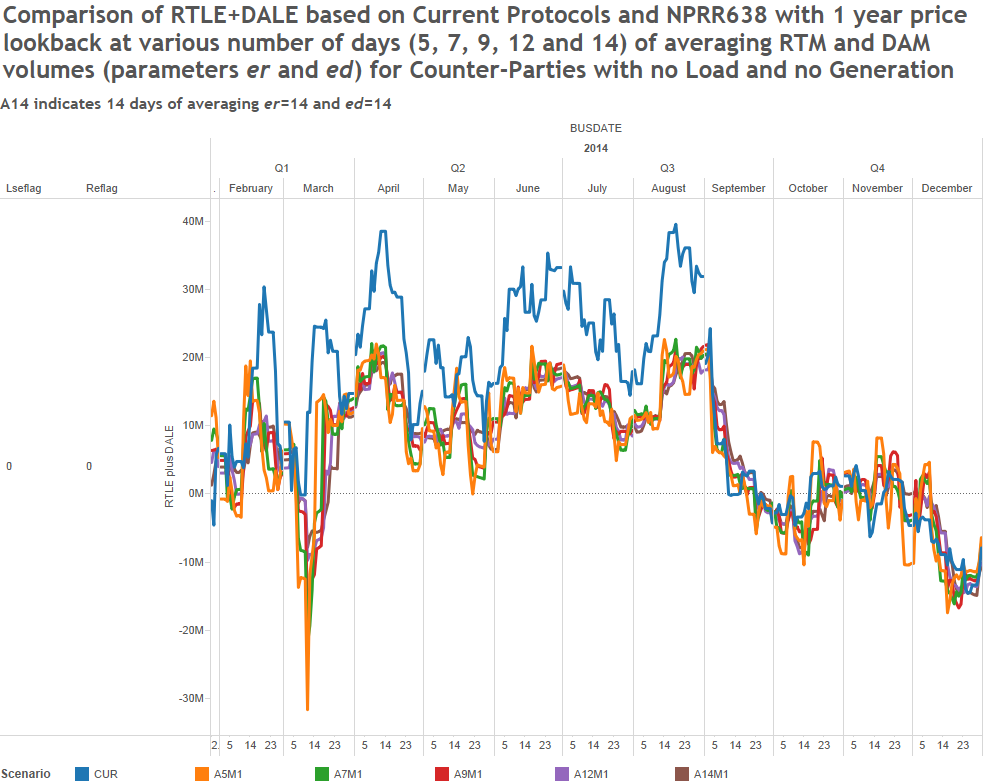 Comparison of RTLE+DALE based on Current Protocols and NPRR638 with 1 year price
lookback at various number of days (5, 7, 9, 12 and 14) of averaging RTM and DAM
volumes (parameters er and ed) for Counter-Parties with no Load and no Generation
A14 indicates 14 days of averaging er=14 and ed=14
BUSDATE
2014
Q1 Q2 Q3 Q4
Lseflag Reflag . February March April May June July August September October November December
40M
30M
20M
10M
0 0 0M
-10M
-20M
-30M
RTLE plus DALE
2 5 14 23 5 14 23 5 14 23 5 14 23 5 14 23 5 14 23 5 14 23 5 14 23 5 14 23 5 14 23 5 14 23
Scenario CUR A5M1 A7M1 A9M1 A12M1 A14M1